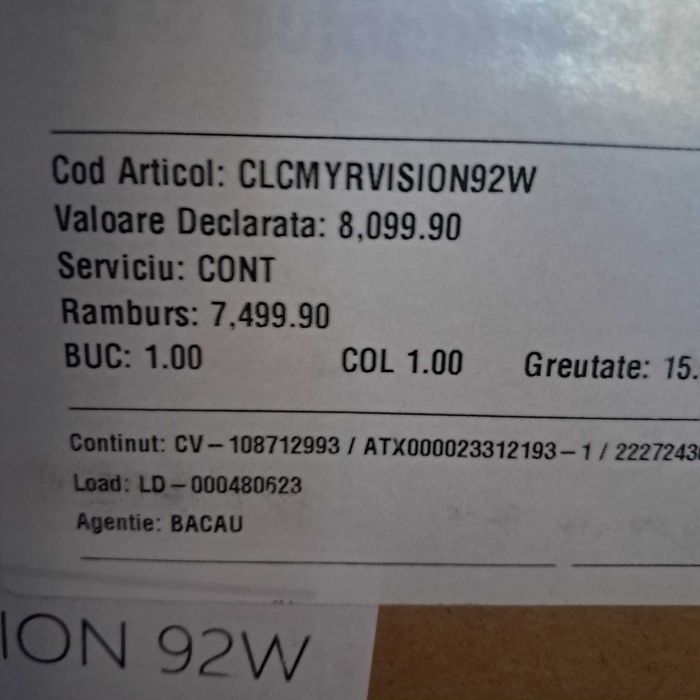 Cod Articol: CLCMYRVISION92W
Valoare Declarata: 8,099.90
Serviciu: CONT
Ramburs: 7,499.90
BUC: 1.00 COL 1.00 Greutate: 15.
Continut: CV-108712993 / ATX000023312193-1 / 2227243
Load: LD-000480623
Agentie: BACAU
ION 92W